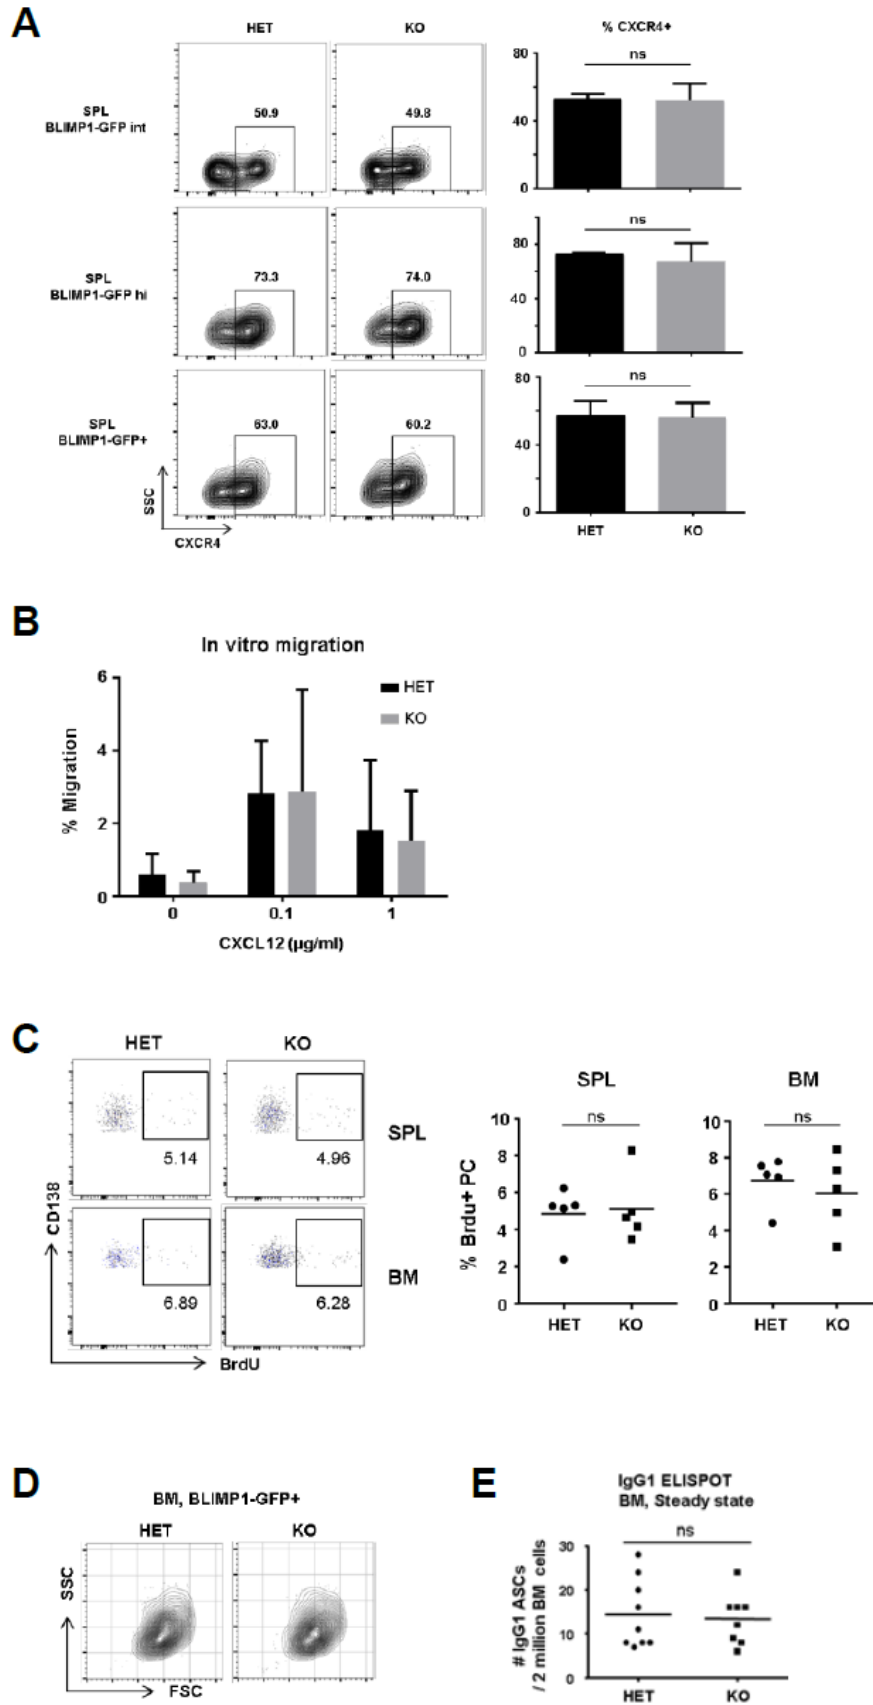 A
HET
KO
% CXCR4+
SPL
BLIMP1-GFP int
50.9
49.8
80
40
0
ns
SPL
BLIMP1-GFP hi
73.3
74.0
80
40
0
ns
SPL
BLIMP1-GFP+
63.0
60.2
80
40
0
ns
HET
KO
SSC
CXCR4
B
In vitro migration
HET
KO
% Migration
6
4
2
0
0
0.1
1
CXCL12 (µg/ml)
C
HET
KO
5.14
4.96
SPL
6.89
6.28
BM
CD138
BrdU
SPL
ns
% Brdu+ PC
10
8
6
4
2
0
HET
KO
BM
ns
10
8
6
4
2
0
HET
KO
D
BM, BLIMP1-GFP+
HET
KO
SSC
FSC
E
IgG1 ELISPOT
BM, Steady state
ns
# IgG1 ASCs
/ 2 million BM cells
30
20
10
0
HET
KO